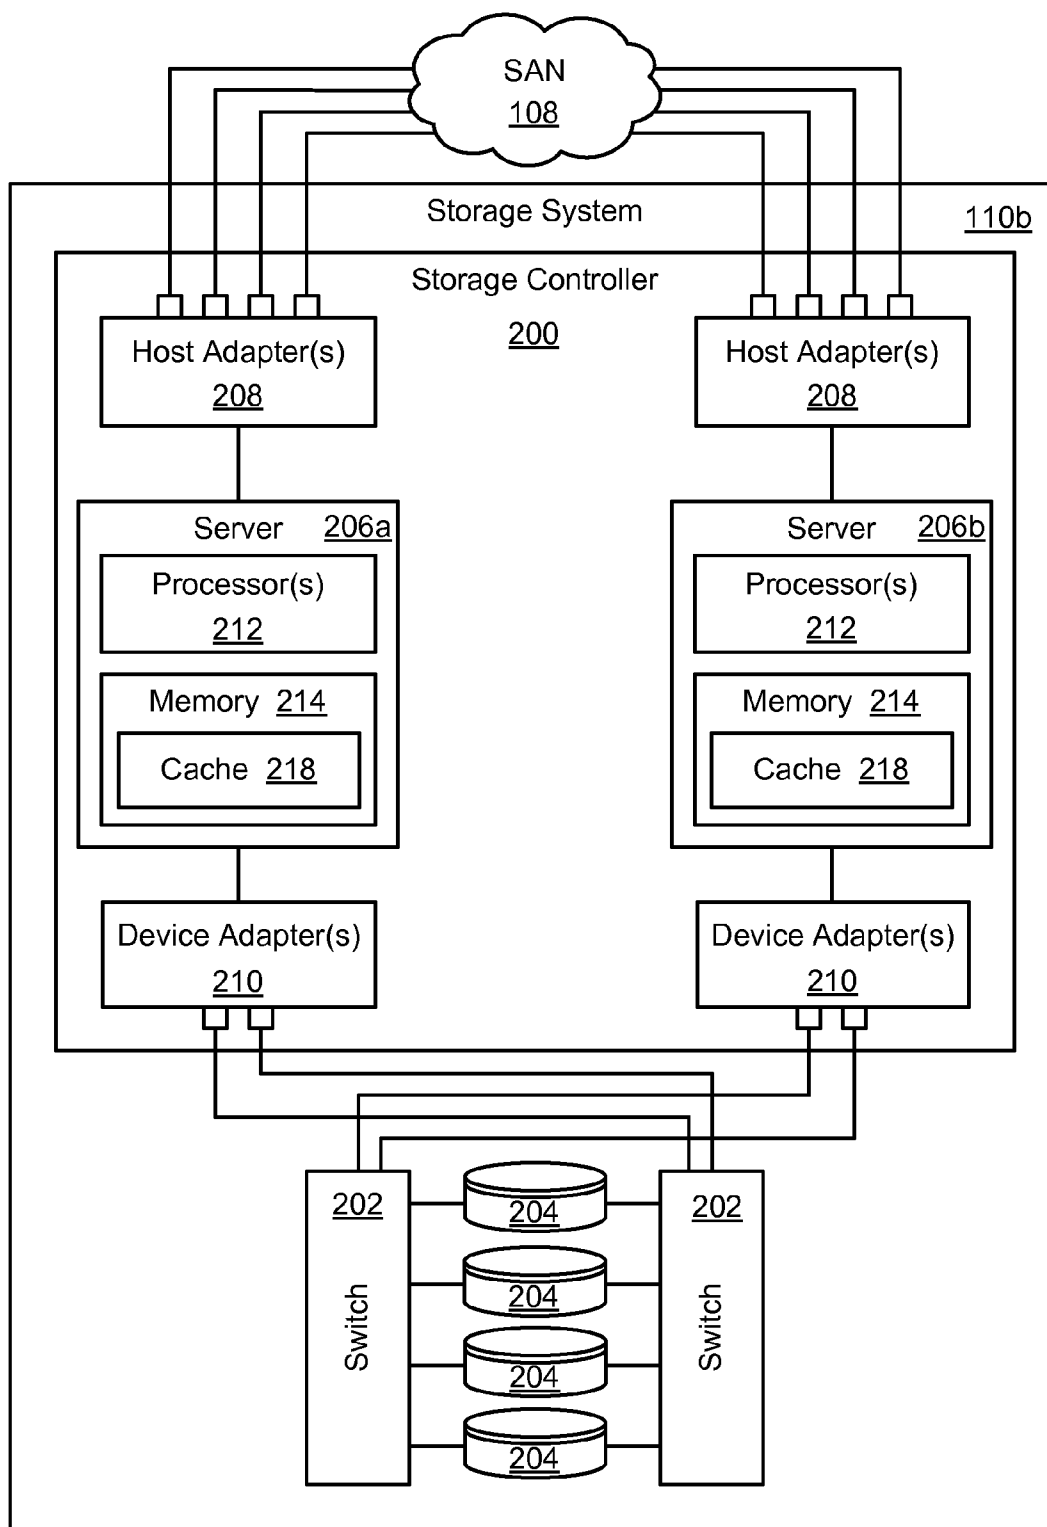 SAN
108
Storage System
110b
Storage Controller
200
Host Adapter(s)
208
Host Adapter(s)
208
Server 206a
Processor(s)
212
Memory 214
Cache 218
Server 206b
Processor(s)
212
Memory 214
Cache 218
Device Adapter(s)
210
Device Adapter(s)
210
202
Switch
204
204
204
204
202
Switch